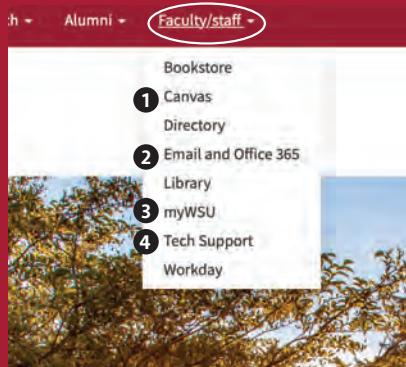 ch Alumni Faculty/staff
Bookstore
1 Canvas
Directory
2 Email and Office 365
Library
3 myWSU
4 Tech Support
Workday